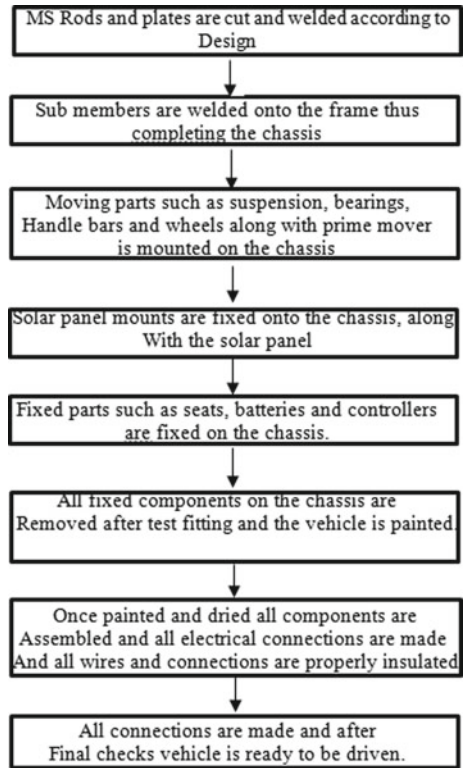 MS Rods and plates are cut and welded according to
Design
Sub members are welded onto the frame thus
completing the chassis
Moving parts such as suspension, bearings,
Handle bars and wheels along with prime mover
is mounted on the chassis
Solar panel mounts are fixed onto the chassis, along
With the solar panel
Fixed parts such as seats, batteries and controllers
are fixed on the chassis.
All fixed components on the chassis are
Removed after test fitting and the vehicle is painted.
Once painted and dried all components are
Assembled and all electrical connections are made
And all wires and connections are properly insulated
All connections are made and after
Final checks vehicle is ready to be driven.